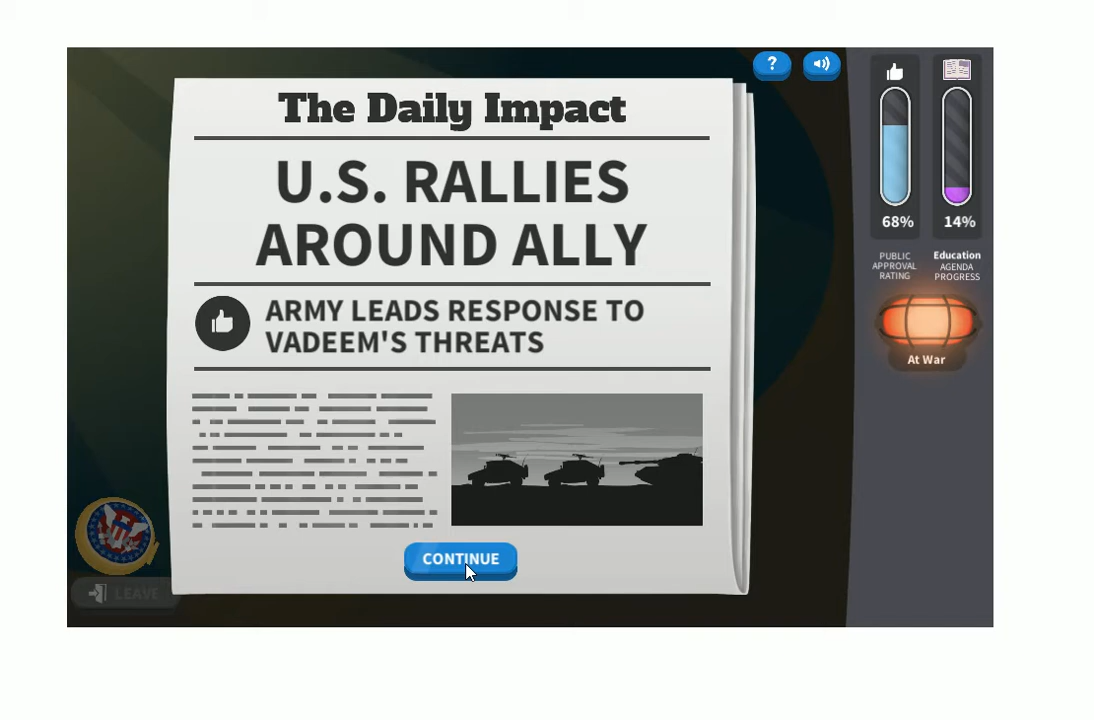 The Daily Impact
U.S. RALLIES
AROUND ALLY
ARMY LEADS RESPONSE TO
VADEEM'S THREATS
CONTINUE
LEAVE
?
68%
14%
PUBLIC
APPROVAL
RATING
Education
AGENDA
PROGRESS
At War